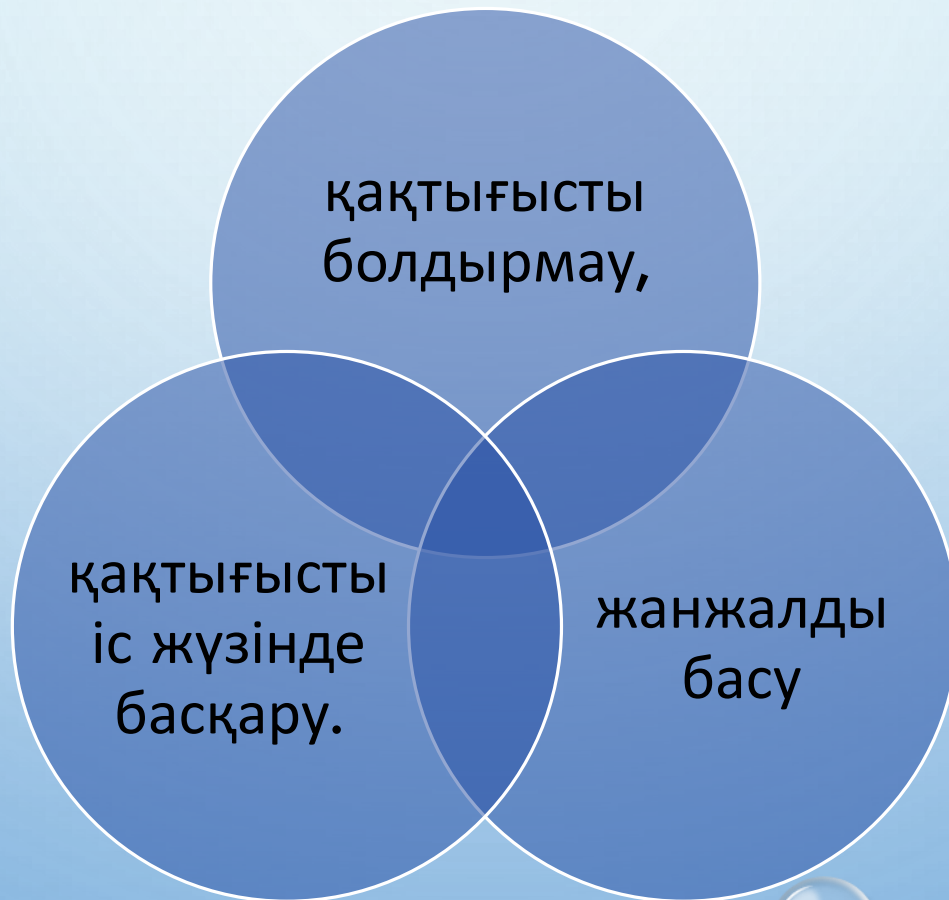 қақтығысты
болдырмау,
жанжалды
басу
қақтығысты
іс жүзінде
басқару.